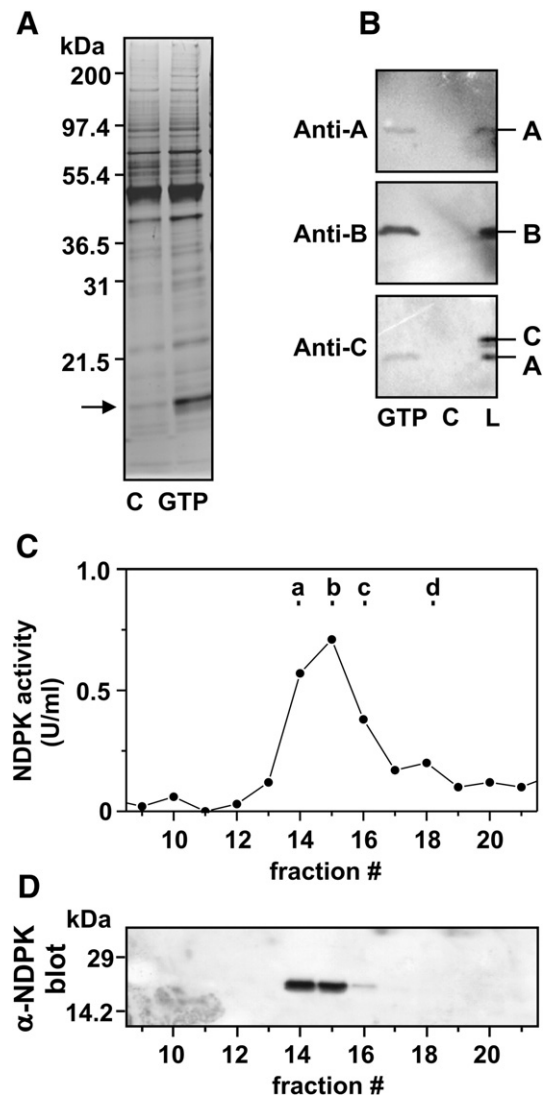 A
kDa
200
97.4
55.4
36.5
31
21.5
C GTP
B
Anti-A
A
Anti-B
B
Anti-C
C
A
GTP C L
C
NDPK activity
(U/ml)
1.0
0.5
0
a b c d
10 12 14 16 18 20
fraction #
D
α-NDPK
blot
kDa
29
14.2
10 12 14 16 18 20
fraction #